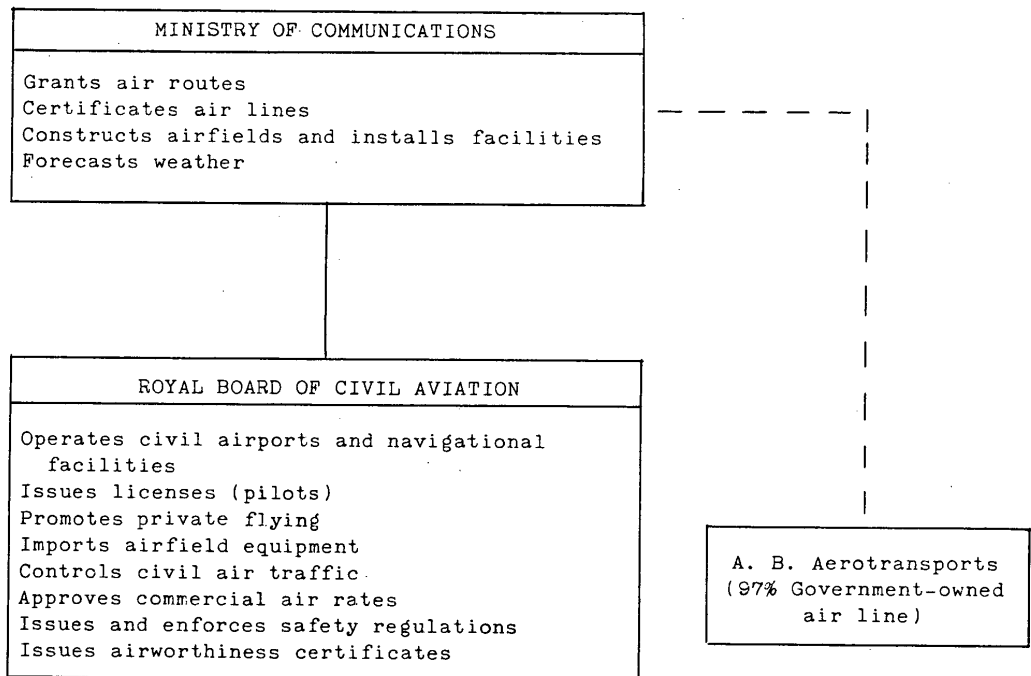 MINISTRY OF COMMUNICATIONS
Grants air routes
Certificates air lines
Constructs airfields and installs facilities
Forecasts weather
ROYAL BOARD OF CIVIL AVIATION
Operates civil airports and navigational
facilities
Issues licenses (pilots)
Promotes private flying
Imports airfield equipment
Controls civil air traffic
Approves commercial air rates
Issues and enforces safety regulations
Issues airworthiness certificates
A. B. Aerotransports
(97% Government-owned
air line)